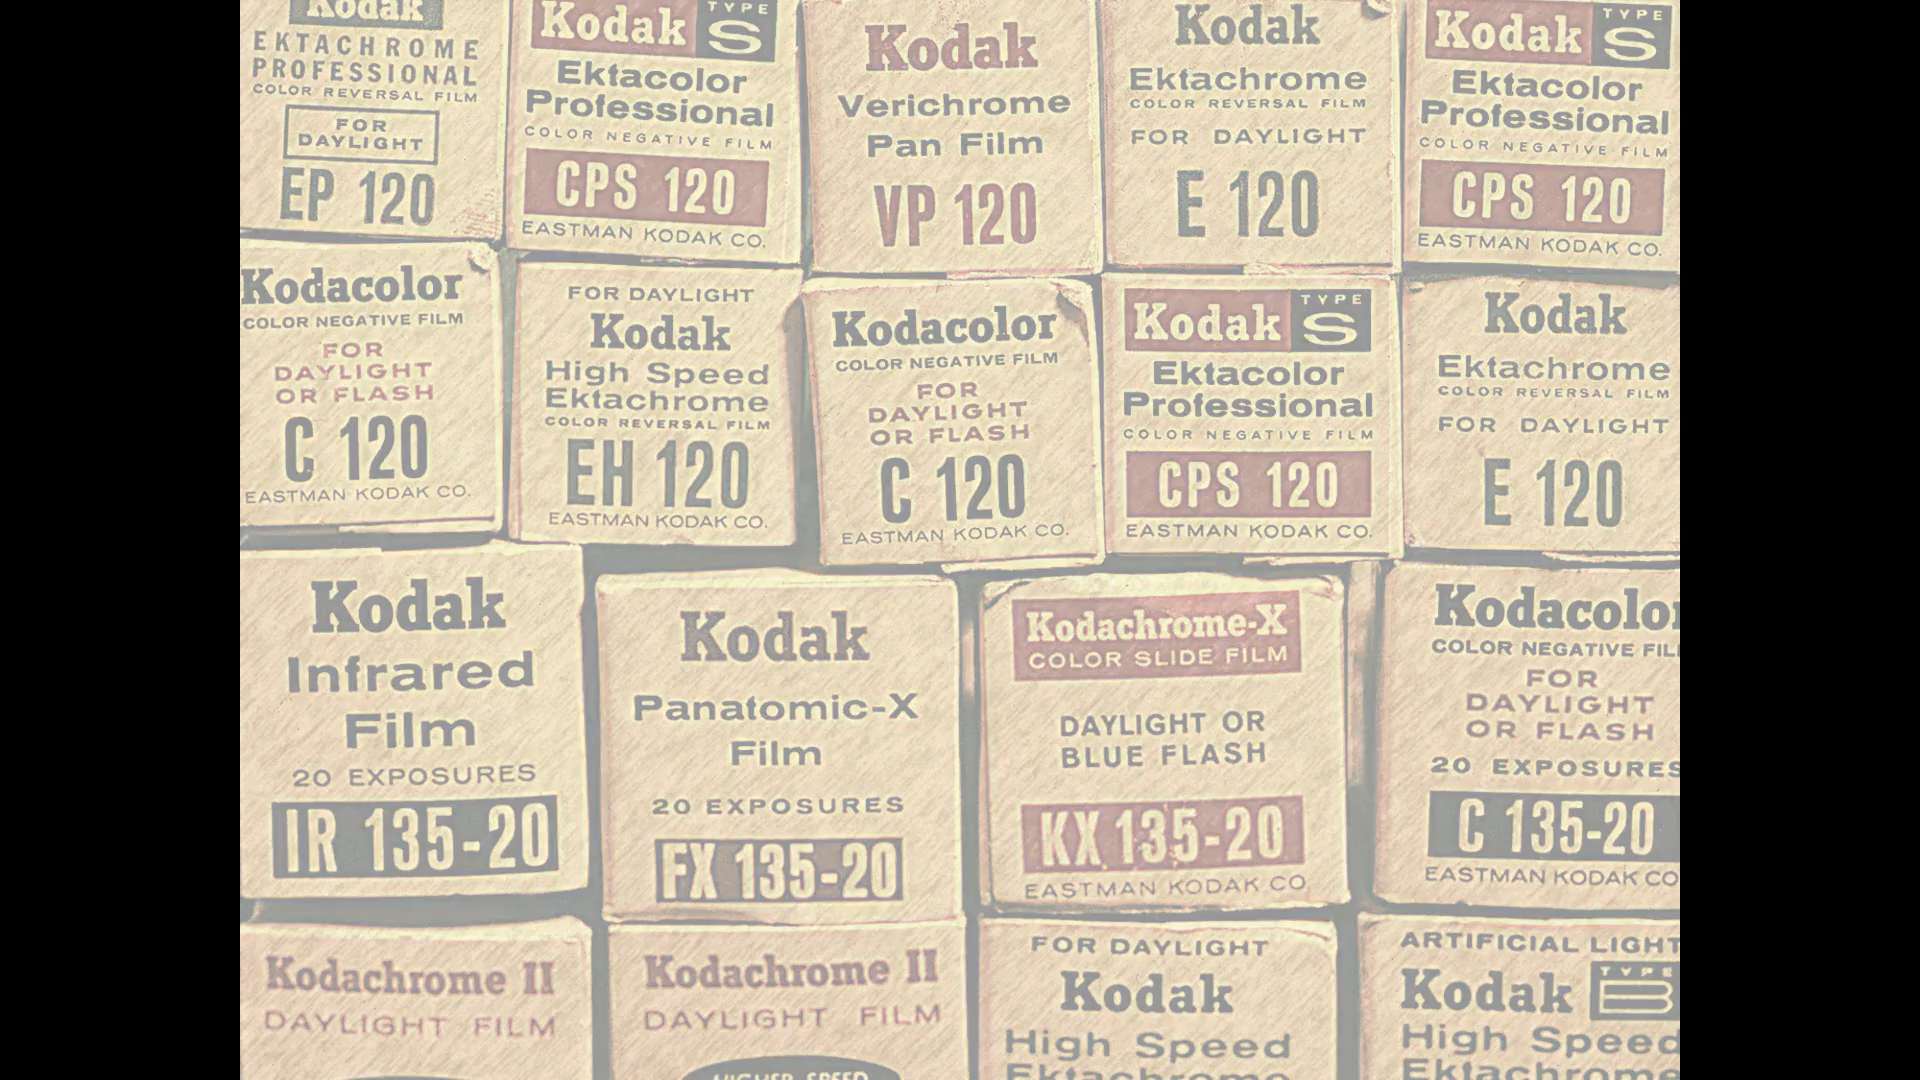 Kodak
EKTACHROME
PROFESSIONAL
COLOR REVERSAL FILM
FOR
DAYLIGHT
EP 120
Kodak TYPE S
Ektacolor
Professional
COLOR NEGATIVE FILM
CPS 120
EASTMAN KODAK CO.
Kodak
Verichrome
Pan Film
VP 120
Kodak
Ektachrome
COLOR REVERSAL FILM
FOR DAYLIGHT
E 120
Kodak TYPE S
Ektacolor
Professional
COLOR NEGATIVE FILM
CPS 120
EASTMAN KODAK CO.
Kodacolor
COLOR NEGATIVE FILM
FOR
DAYLIGHT
OR FLASH
C 120
EASTMAN KODAK CO.
FOR DAYLIGHT
Kodak
High Speed
Ektachrome
COLOR REVERSAL FILM
EH 120
EASTMAN KODAK CO.
Kodacolor
COLOR NEGATIVE FILM
FOR
DAYLIGHT
OR FLASH
C 120
EASTMAN KODAK CO.
Kodak TYPE S
Ektacolor
Professional
COLOR NEGATIVE FILM
CPS 120
EASTMAN KODAK CO.
Kodak
Ektachrome
COLOR REVERSAL FILM
FOR DAYLIGHT
E 120
Kodak
Infrared
Film
20 EXPOSURES
IR 135-20
Kodak
Panatomic-X
Film
20 EXPOSURES
FX 135-20
Kodachrome-X
COLOR SLIDE FILM
DAYLIGHT OR
BLUE FLASH
KX 135-20
EASTMAN KODAK CO
Kodacolor
COLOR NEGATIVE FIL
FOR
DAYLIGHT
OR FLASH
20 EXPOSURES
C 135-20
EASTMAN KODAK CO
Kodachrome II
DAYLIGHT FILM
Kodachrome II
DAYLIGHT FILM
HIGHER SPEED
FOR DAYLIGHT
Kodak
High Speed
Ektachrome
ARTIFICIAL LIGHT
Kodak TYPE B
High Speed
Ektachrome